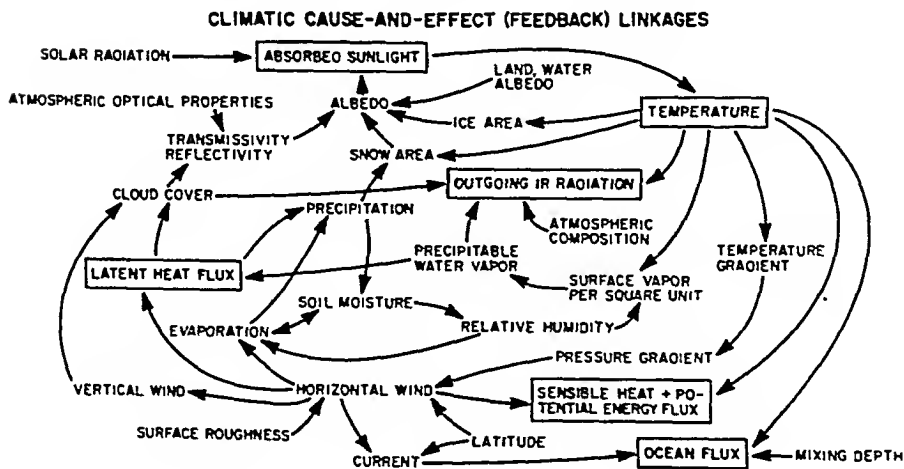 CLIMATIC CAUSE-AND-EFFECT (FEEDBACK) LINKAGES
SOLAR RADIATION
ABSORBEO SUNLIGHT
LAND, WATER
ALBEDO
ATMOSPHERIC OPTICAL PROPERTIES
ALBEDO
ICE AREA
TEMPERATURE
TRANSMISSIVITY
REFLECTIVITY
SNOW AREA
CLOUD COVER
OUTGOING IR RADIATION
PRECIPITATION
ATMOSPHERIC
COMPOSITION
PRECIPITABLE
WATER VAPOR
TEMPERATURE
GRADIENT
LATENT HEAT FLUX
SURFACE VAPOR
PER SQUARE UNIT
SOIL MOISTURE
EVAPORATION
RELATIVE HUMIDITY
PRESSURE GRADIENT
VERTICAL WIND
HORIZONTAL WIND
SENSIBLE HEAT + PO-
TENTIAL ENERGY FLUX
SURFACE ROUGHNESS
LATITUDE
CURRENT
OCEAN FLUX
MIXING DEPTH